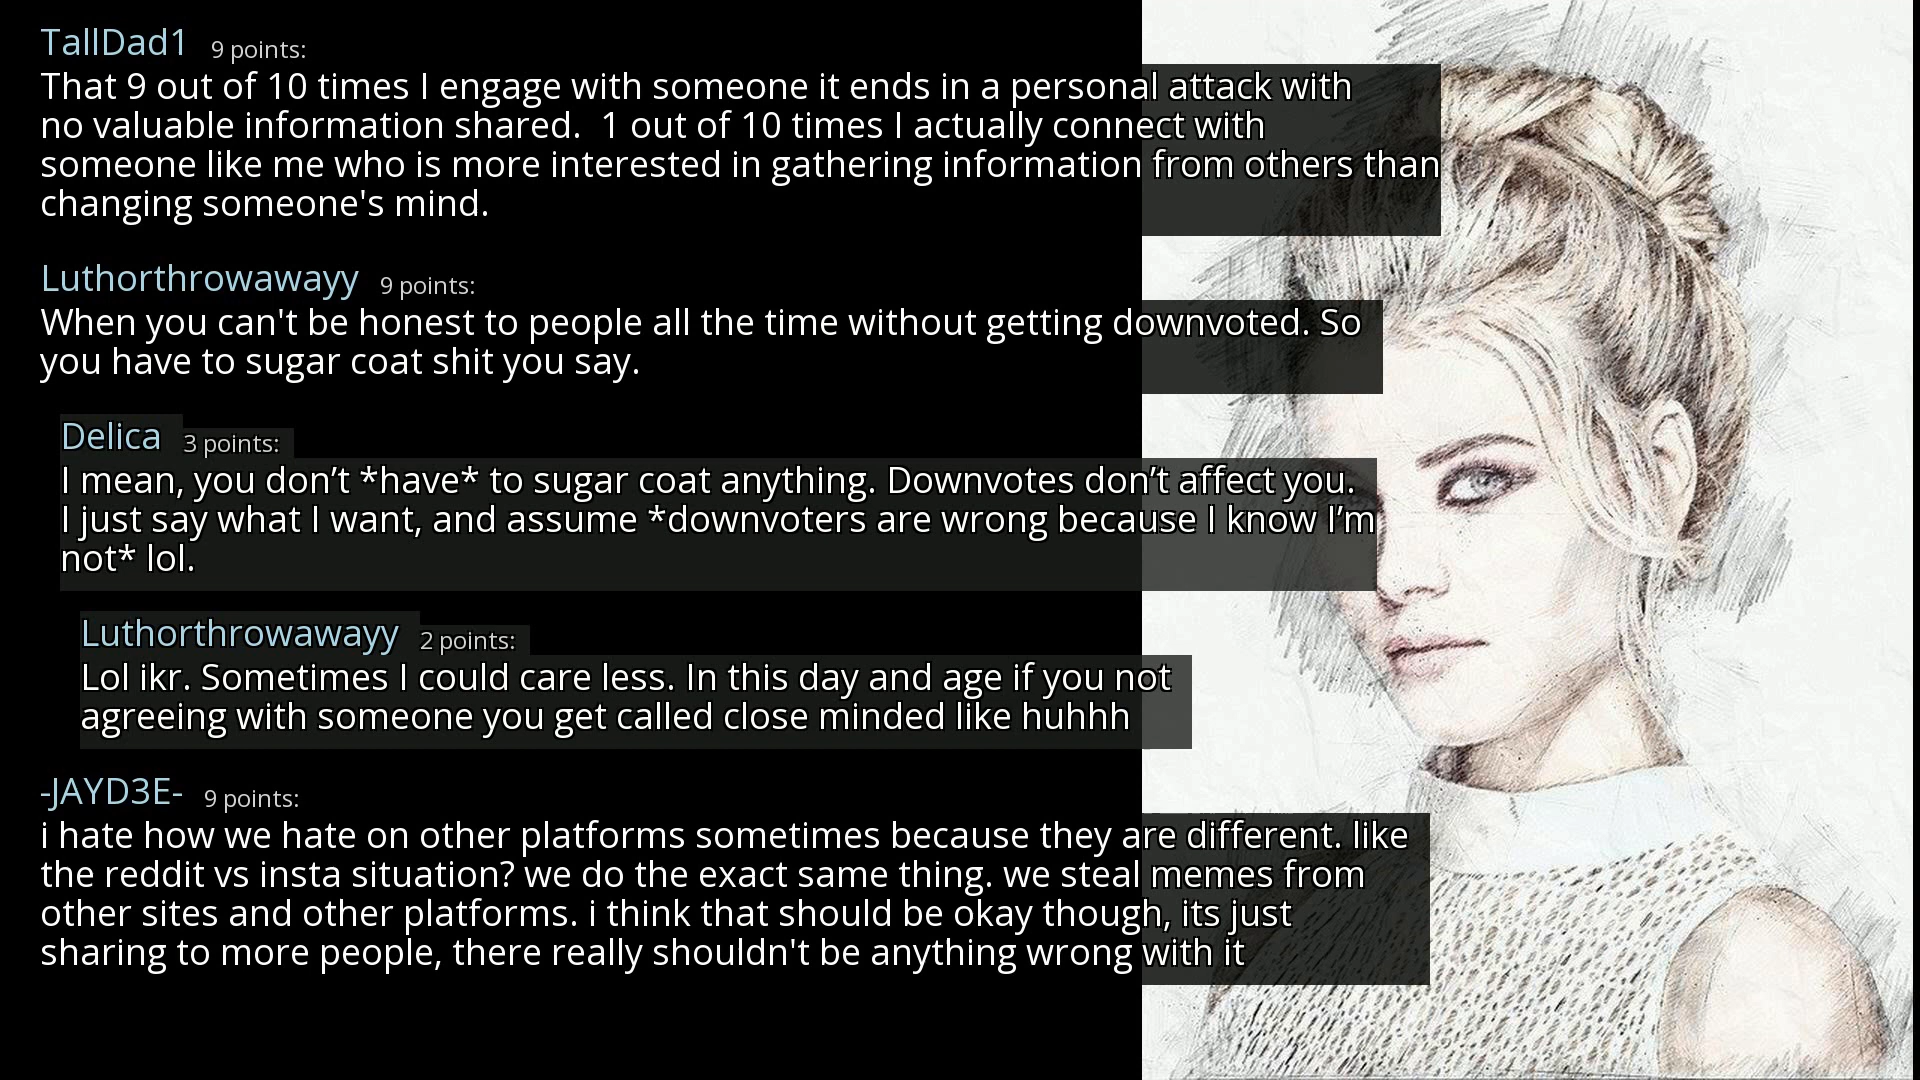 TallDad1 9 points:
That 9 out of 10 times I engage with someone it ends in a personal attack with
no valuable information shared.  1 out of 10 times I actually connect with
someone like me who is more interested in gathering information from others than
changing someone's mind.
Luthorthrowawayy 9 points:
When you can't be honest to people all the time without getting downvoted. So
you have to sugar coat shit you say.
Delica 3 points:
I mean, you don’t *have* to sugar coat anything. Downvotes don’t affect you.
I just say what I want, and assume *downvoters are wrong because I know I’m
not* lol.
Luthorthrowawayy 2 points:
Lol ikr. Sometimes I could care less. In this day and age if you not
agreeing with someone you get called close minded like huhhh
-JAYD3E- 9 points:
i hate how we hate on other platforms sometimes because they are different. like
the reddit vs insta situation? we do the exact same thing. we steal memes from
other sites and other platforms. i think that should be okay though, its just
sharing to more people, there really shouldn't be anything wrong with it